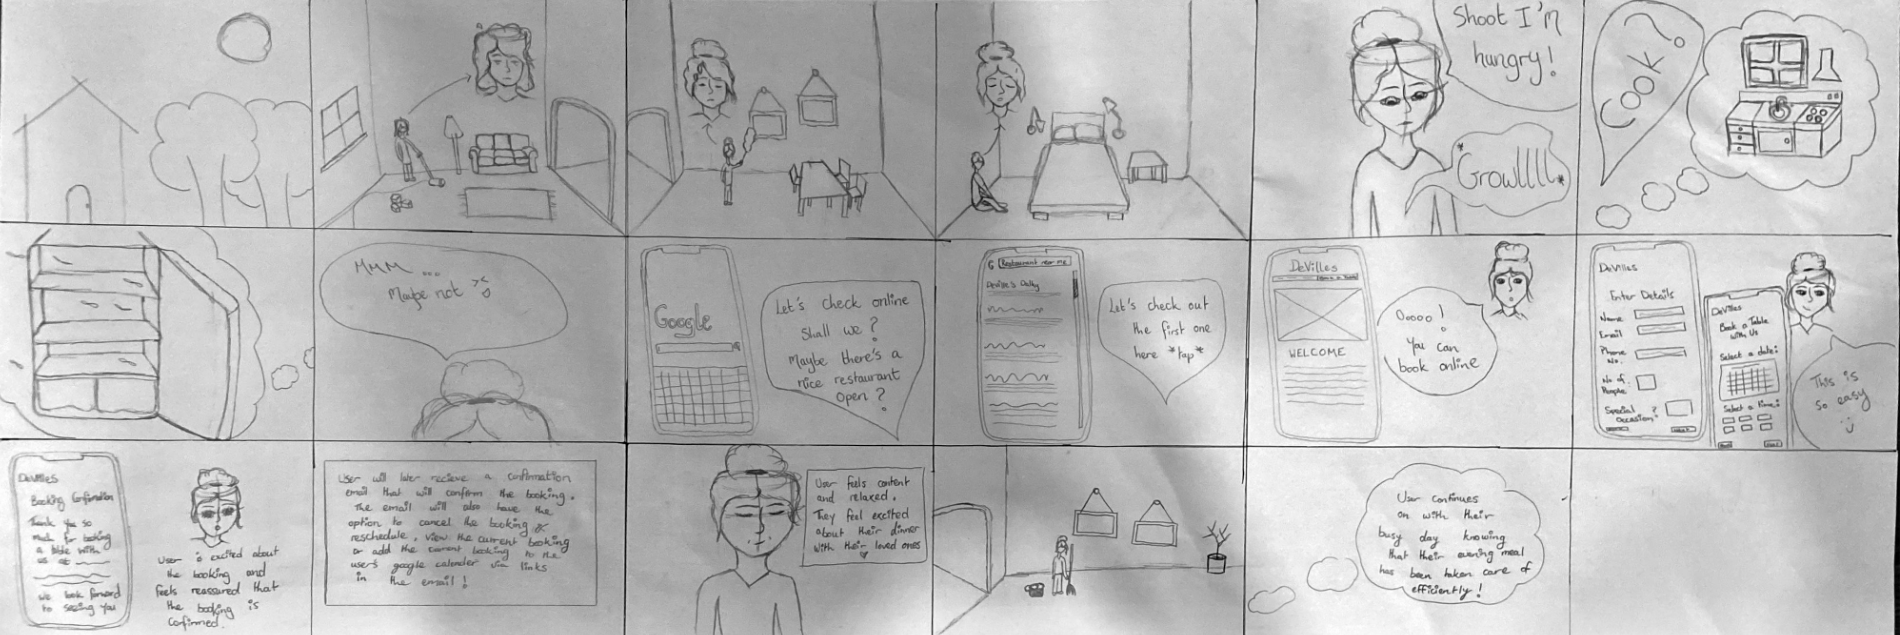 Shoot I'm
hungry!
*Growllll*
Cook?
MMM ...
Maybe not
Google
Let's check online
shall we?
Maybe there's a
nice restaurant
open?
G Restaurant near me
Deville's Dally
Let's check out
the first one
here *tap*
DeVilles
WELCOME
Oooo!
You can
book online
DeVilles
Enter Details
Name
Email
Phone
No.
No of.
People
Special
Occasion?
DeVilles
Book a Table
with Us
Select a date:
Select a time:
This is
so easy
DeVilles
Booking Confirmation
Thank you so
much for booking
a table with
us at
we look forward
to seeing you
User is excited about
the booking and
feels reassured that
the booking is
confirmed.
User will later recieve a confirmation
email that will confirm the booking.
The email will also have the
option to cancel the booking
reschedule, view the current booking
or add the current booking to the
user's google calender via links
in the email!
User feels content
and relaxed.
They feel excited
about their dinner
with their loved ones
User continues
on with their
busy day knowing
that their evening meal
has been taken care of
efficiently!